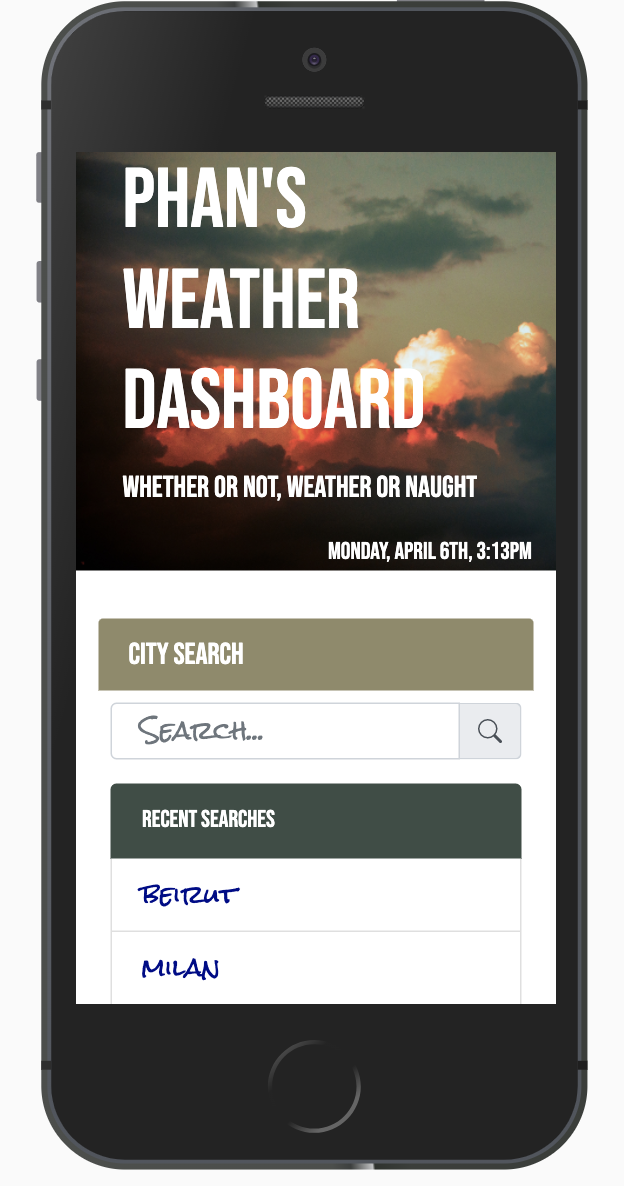 PHAN'S
WEATHER
DASHBOARD
WHETHER OR NOT, WEATHER OR NAUGHT
MONDAY, APRIL 6TH, 3:13PM
CITY SEARCH
Search...
RECENT SEARCHES
Beirut
Milan